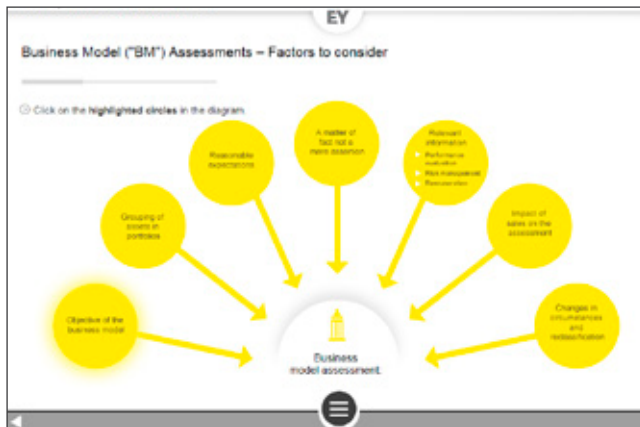 EY
Business Model ("BM") Assessments – Factors to consider
Click on the highlighted circles in the diagram
A matter of
fact not a
mere assertion
Reasonable
expectations
Relevant
information
Performance
evaluation
Risk management
Remuneration
Grouping of
assets in
portfolios
Impact of
sales on the
assessment
Objective of the
business model
Changes in
circumstances
and
reclassification
Business
model assessment.